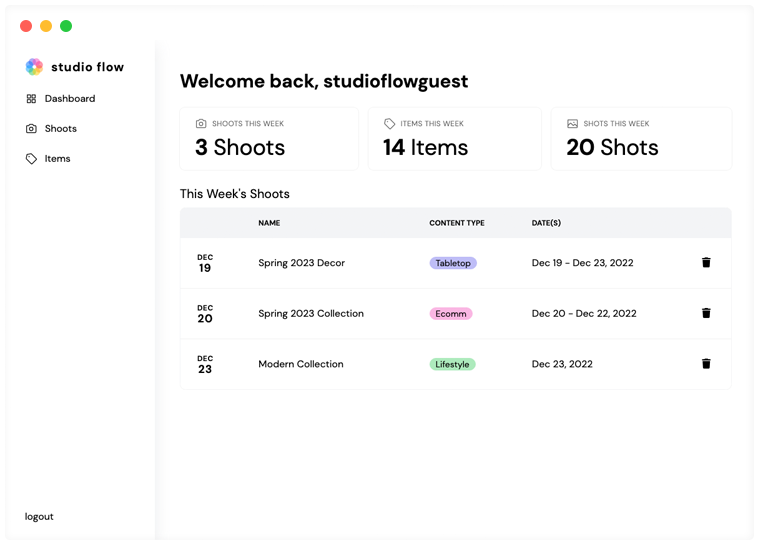 studio flow
Dashboard
Shoots
Items
logout
Welcome back, studioflowguest
SHOOTS THIS WEEK
3 Shoots
ITEMS THIS WEEK
14 Items
SHOTS THIS WEEK
20 Shots
This Week's Shoots
NAME CONTENT TYPE DATE(S)
DEC
19
Spring 2023 Decor Tabletop Dec 19 - Dec 23, 2022
DEC
20
Spring 2023 Collection Ecomm Dec 20 - Dec 22, 2022
DEC
23
Modern Collection Lifestyle Dec 23, 2022